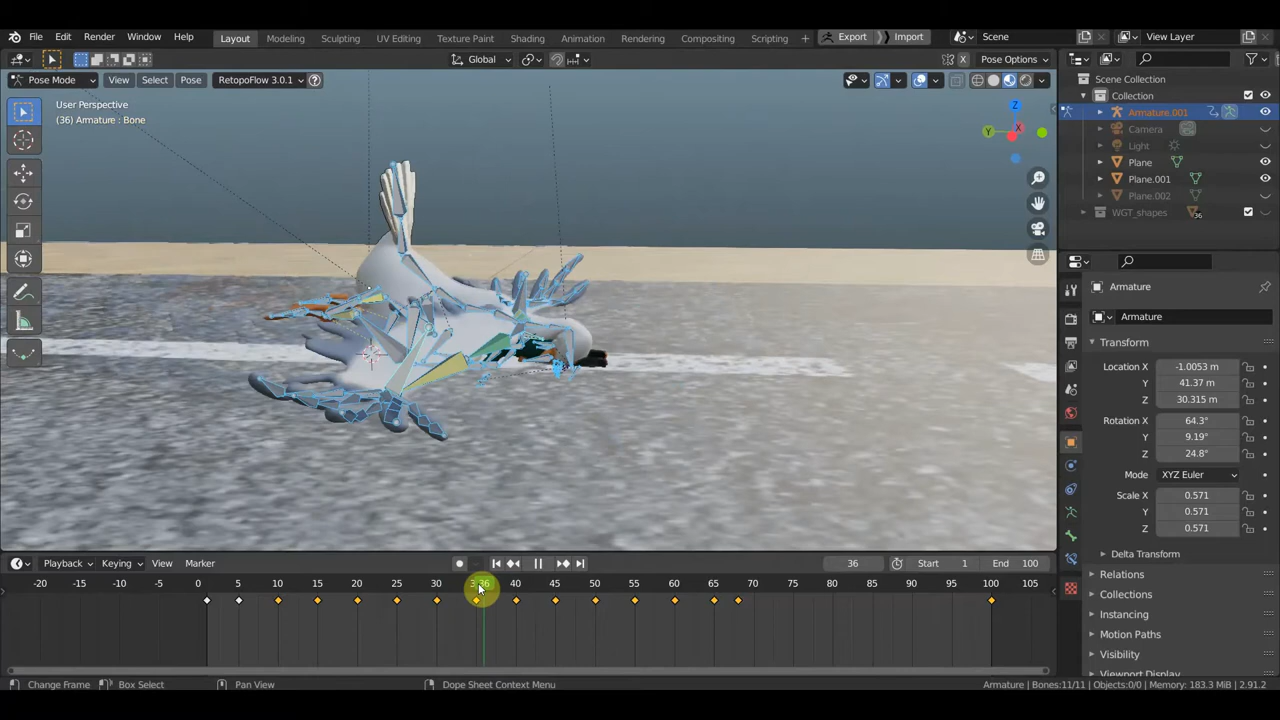 File Edit Render Window Help Layout Modeling Sculpting UV Editing Texture Paint Shading Animation Rendering Compositing Scripting + Export Import Scene View Layer
Global Pose Options
Pose Mode View Select Pose RetopoFlow 3.0.1
User Perspective
(36) Armature : Bone
Z
Y
X
Scene Collection
Collection
Armature.001
Camera
Light
Plane
Plane.001
Plane.002
WGT_shapes 36
Armature
Armature
Transform
Location X -1.0053 m
Y 41.37 m
Z 30.315 m
Rotation X 64.3°
Y 9.19°
Z 24.8°
Mode XYZ Euler
Scale X 0.571
Y 0.571
Z 0.571
Delta Transform
Relations
Collections
Instancing
Motion Paths
Visibility
Viewport Display
Playback Keying View Marker 36 Start 1 End 100
-20 -15 -10 -5 0 5 10 15 20 25 30 36 40 45 50 55 60 65 70 75 80 85 90 95 100 105
Change Frame Box Select Pan View Dope Sheet Context Menu Armature | Bones:11/11 | Objects:0/0 | Memory: 183.3 MiB | 2.91.2